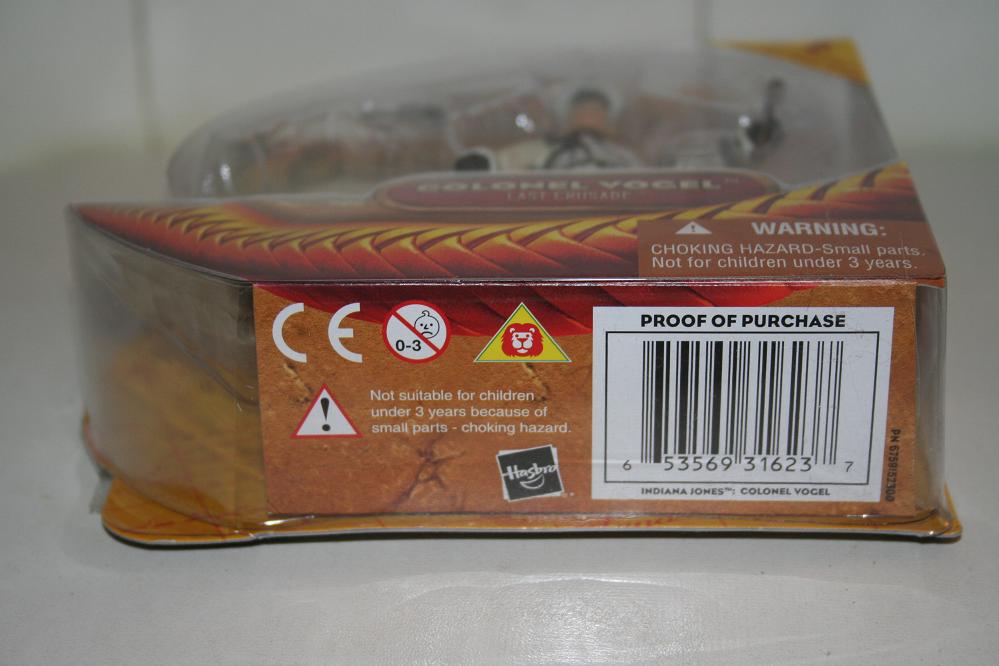 COLONEL VOGEL™
LAST CRUSADE
WARNING:
CHOKING HAZARD-Small parts.
Not for children under 3 years.
CE
0-3
Not suitable for children
under 3 years because of
small parts - choking hazard.
Hasbro
PROOF OF PURCHASE
6 53569 31623 7
INDIANA JONES™: COLONEL VOGEL